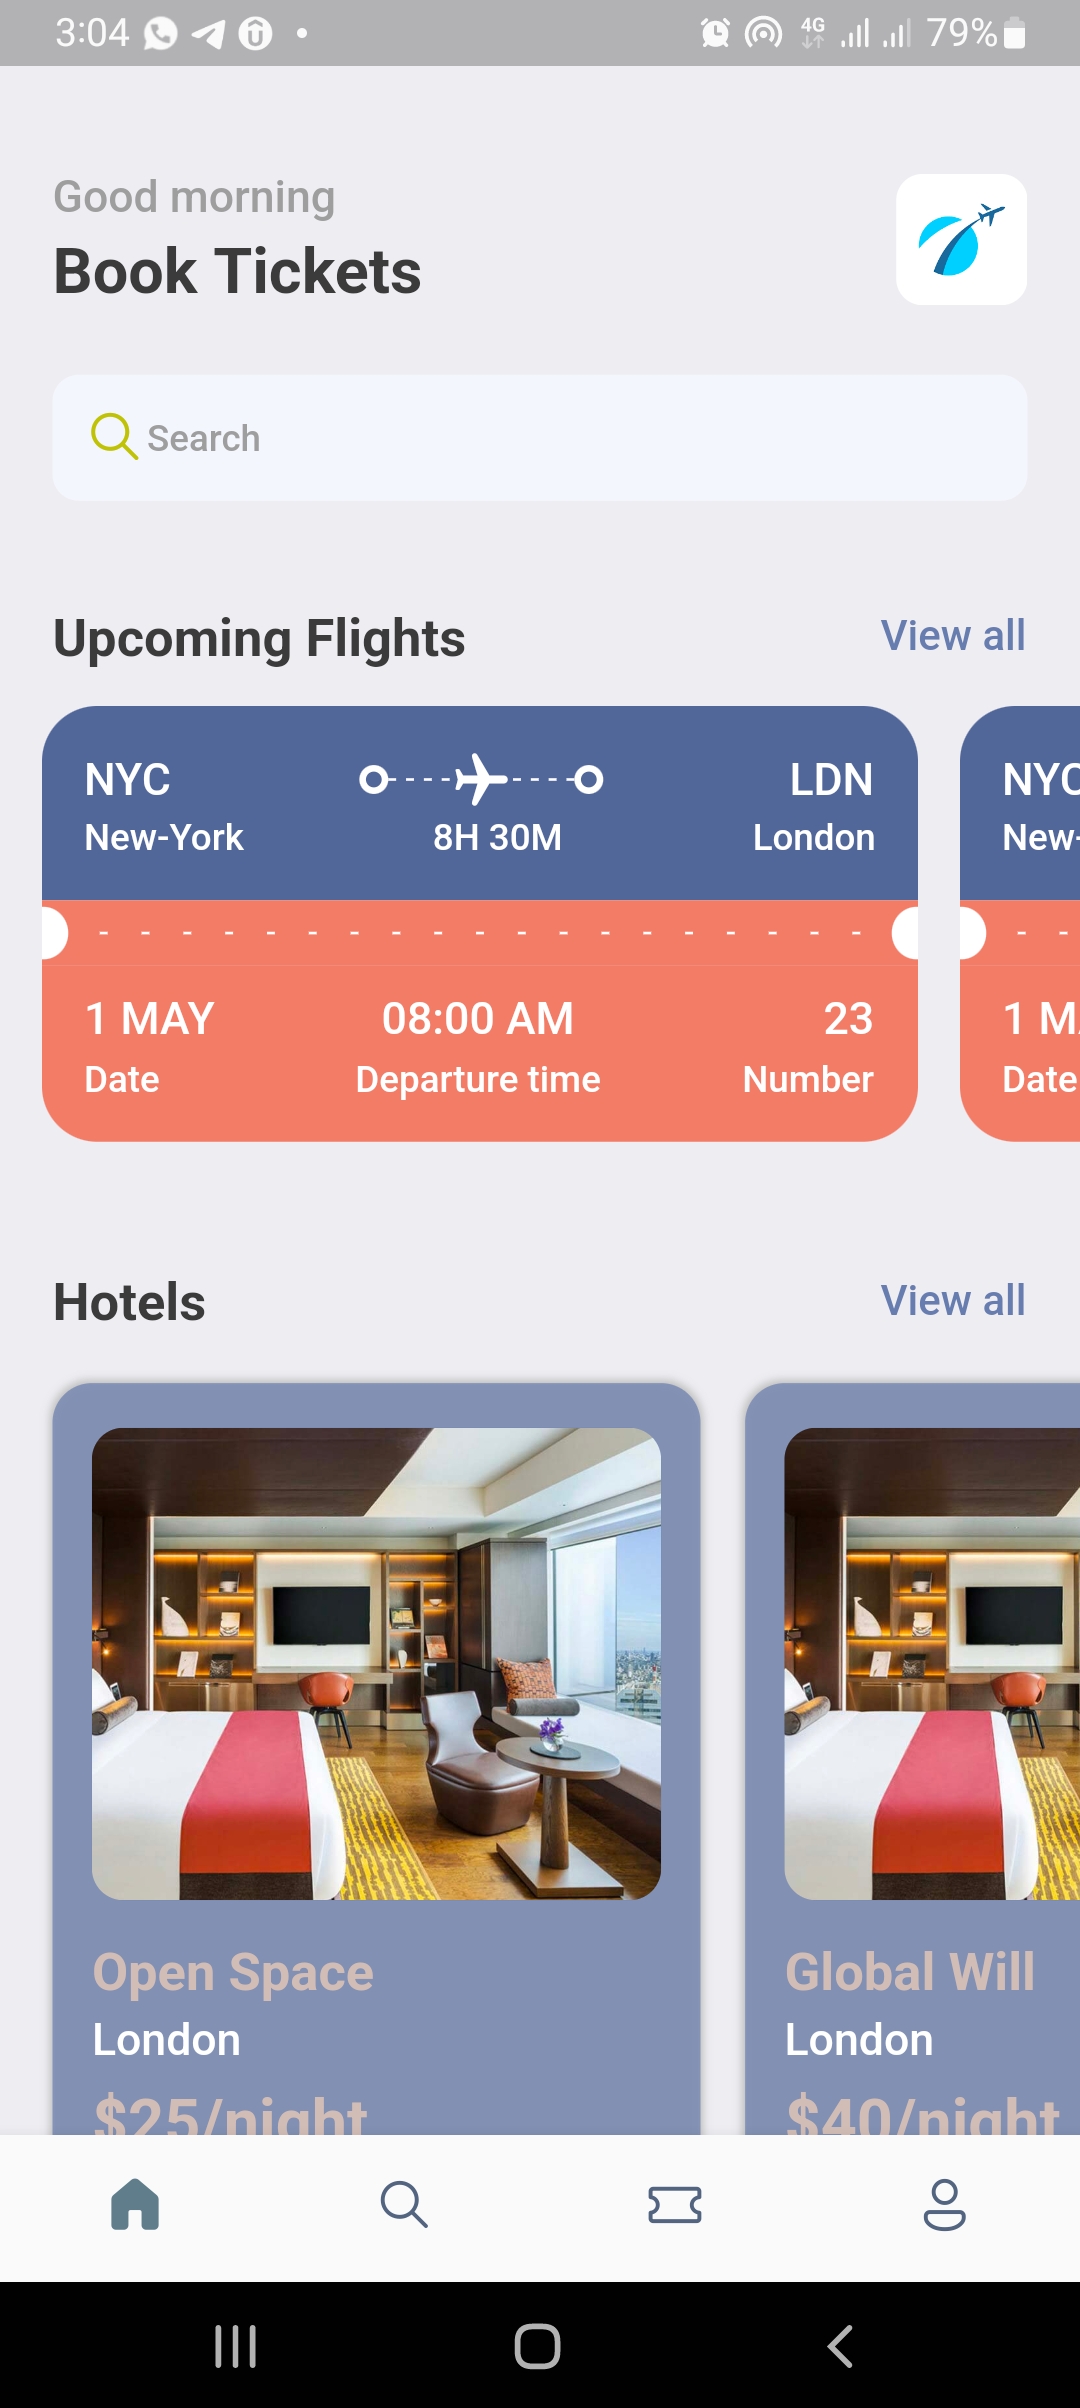 3:04 4G 79%
Good morning
Book Tickets
Search
Upcoming Flights View all
NYC LDN NYC
New-York 8H 30M London New-
1 MAY 08:00 AM 23 1 MA
Date Departure time Number Date
Hotels View all
Open Space Global Will
London London
$25/night $40/night